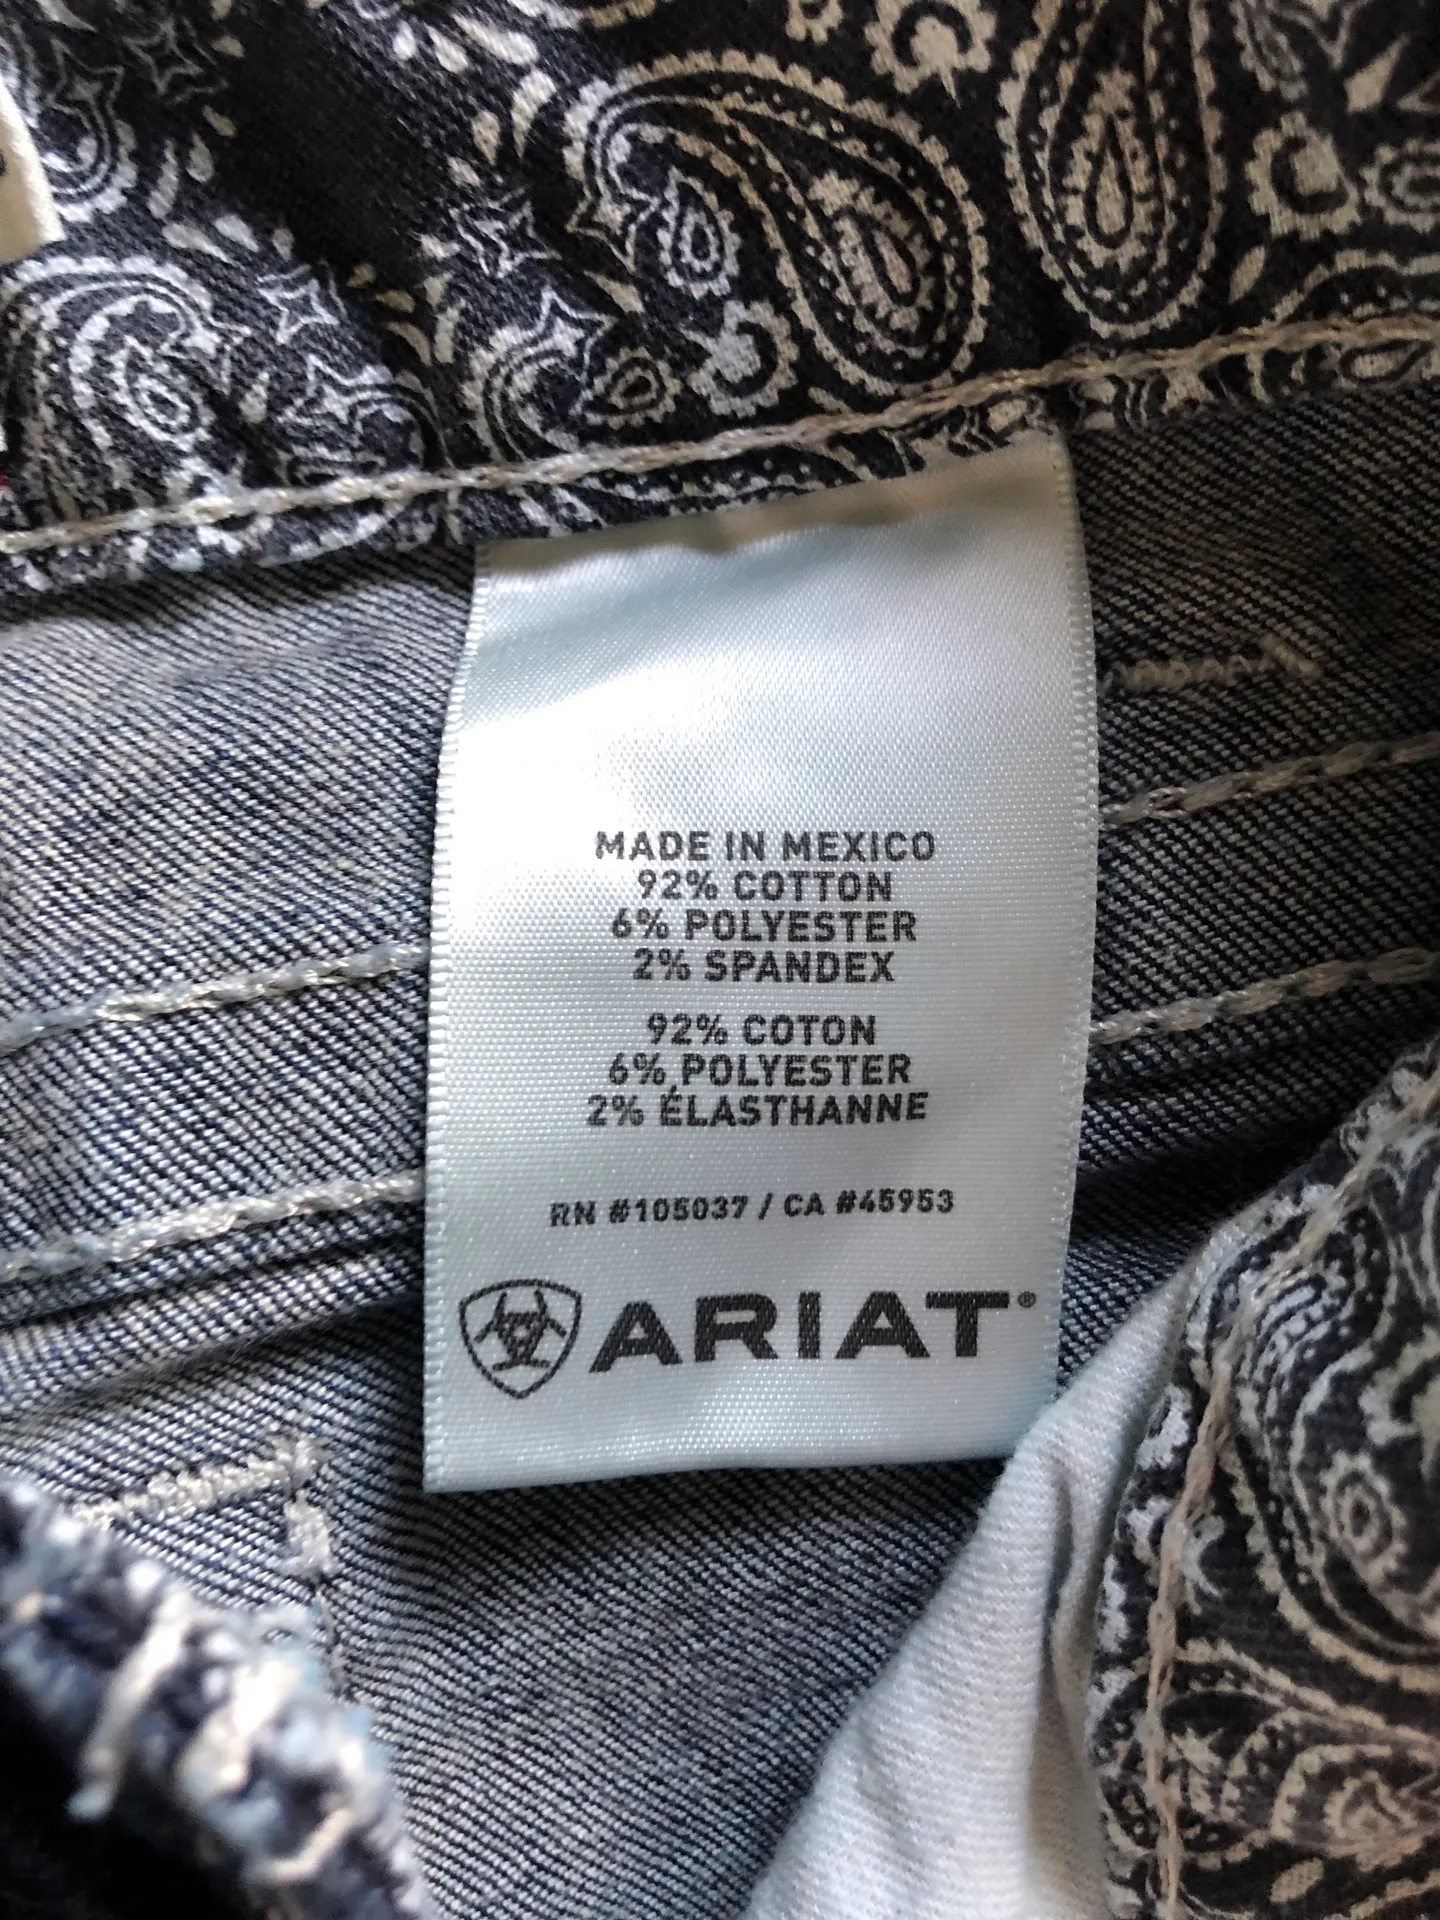 MADE IN MEXICO
92% COTTON
6% POLYESTER
2% SPANDEX
92% COTON
6% POLYESTER
2% ÉLASTHANNE
RN #105037 / CA #45953
ARIAT®